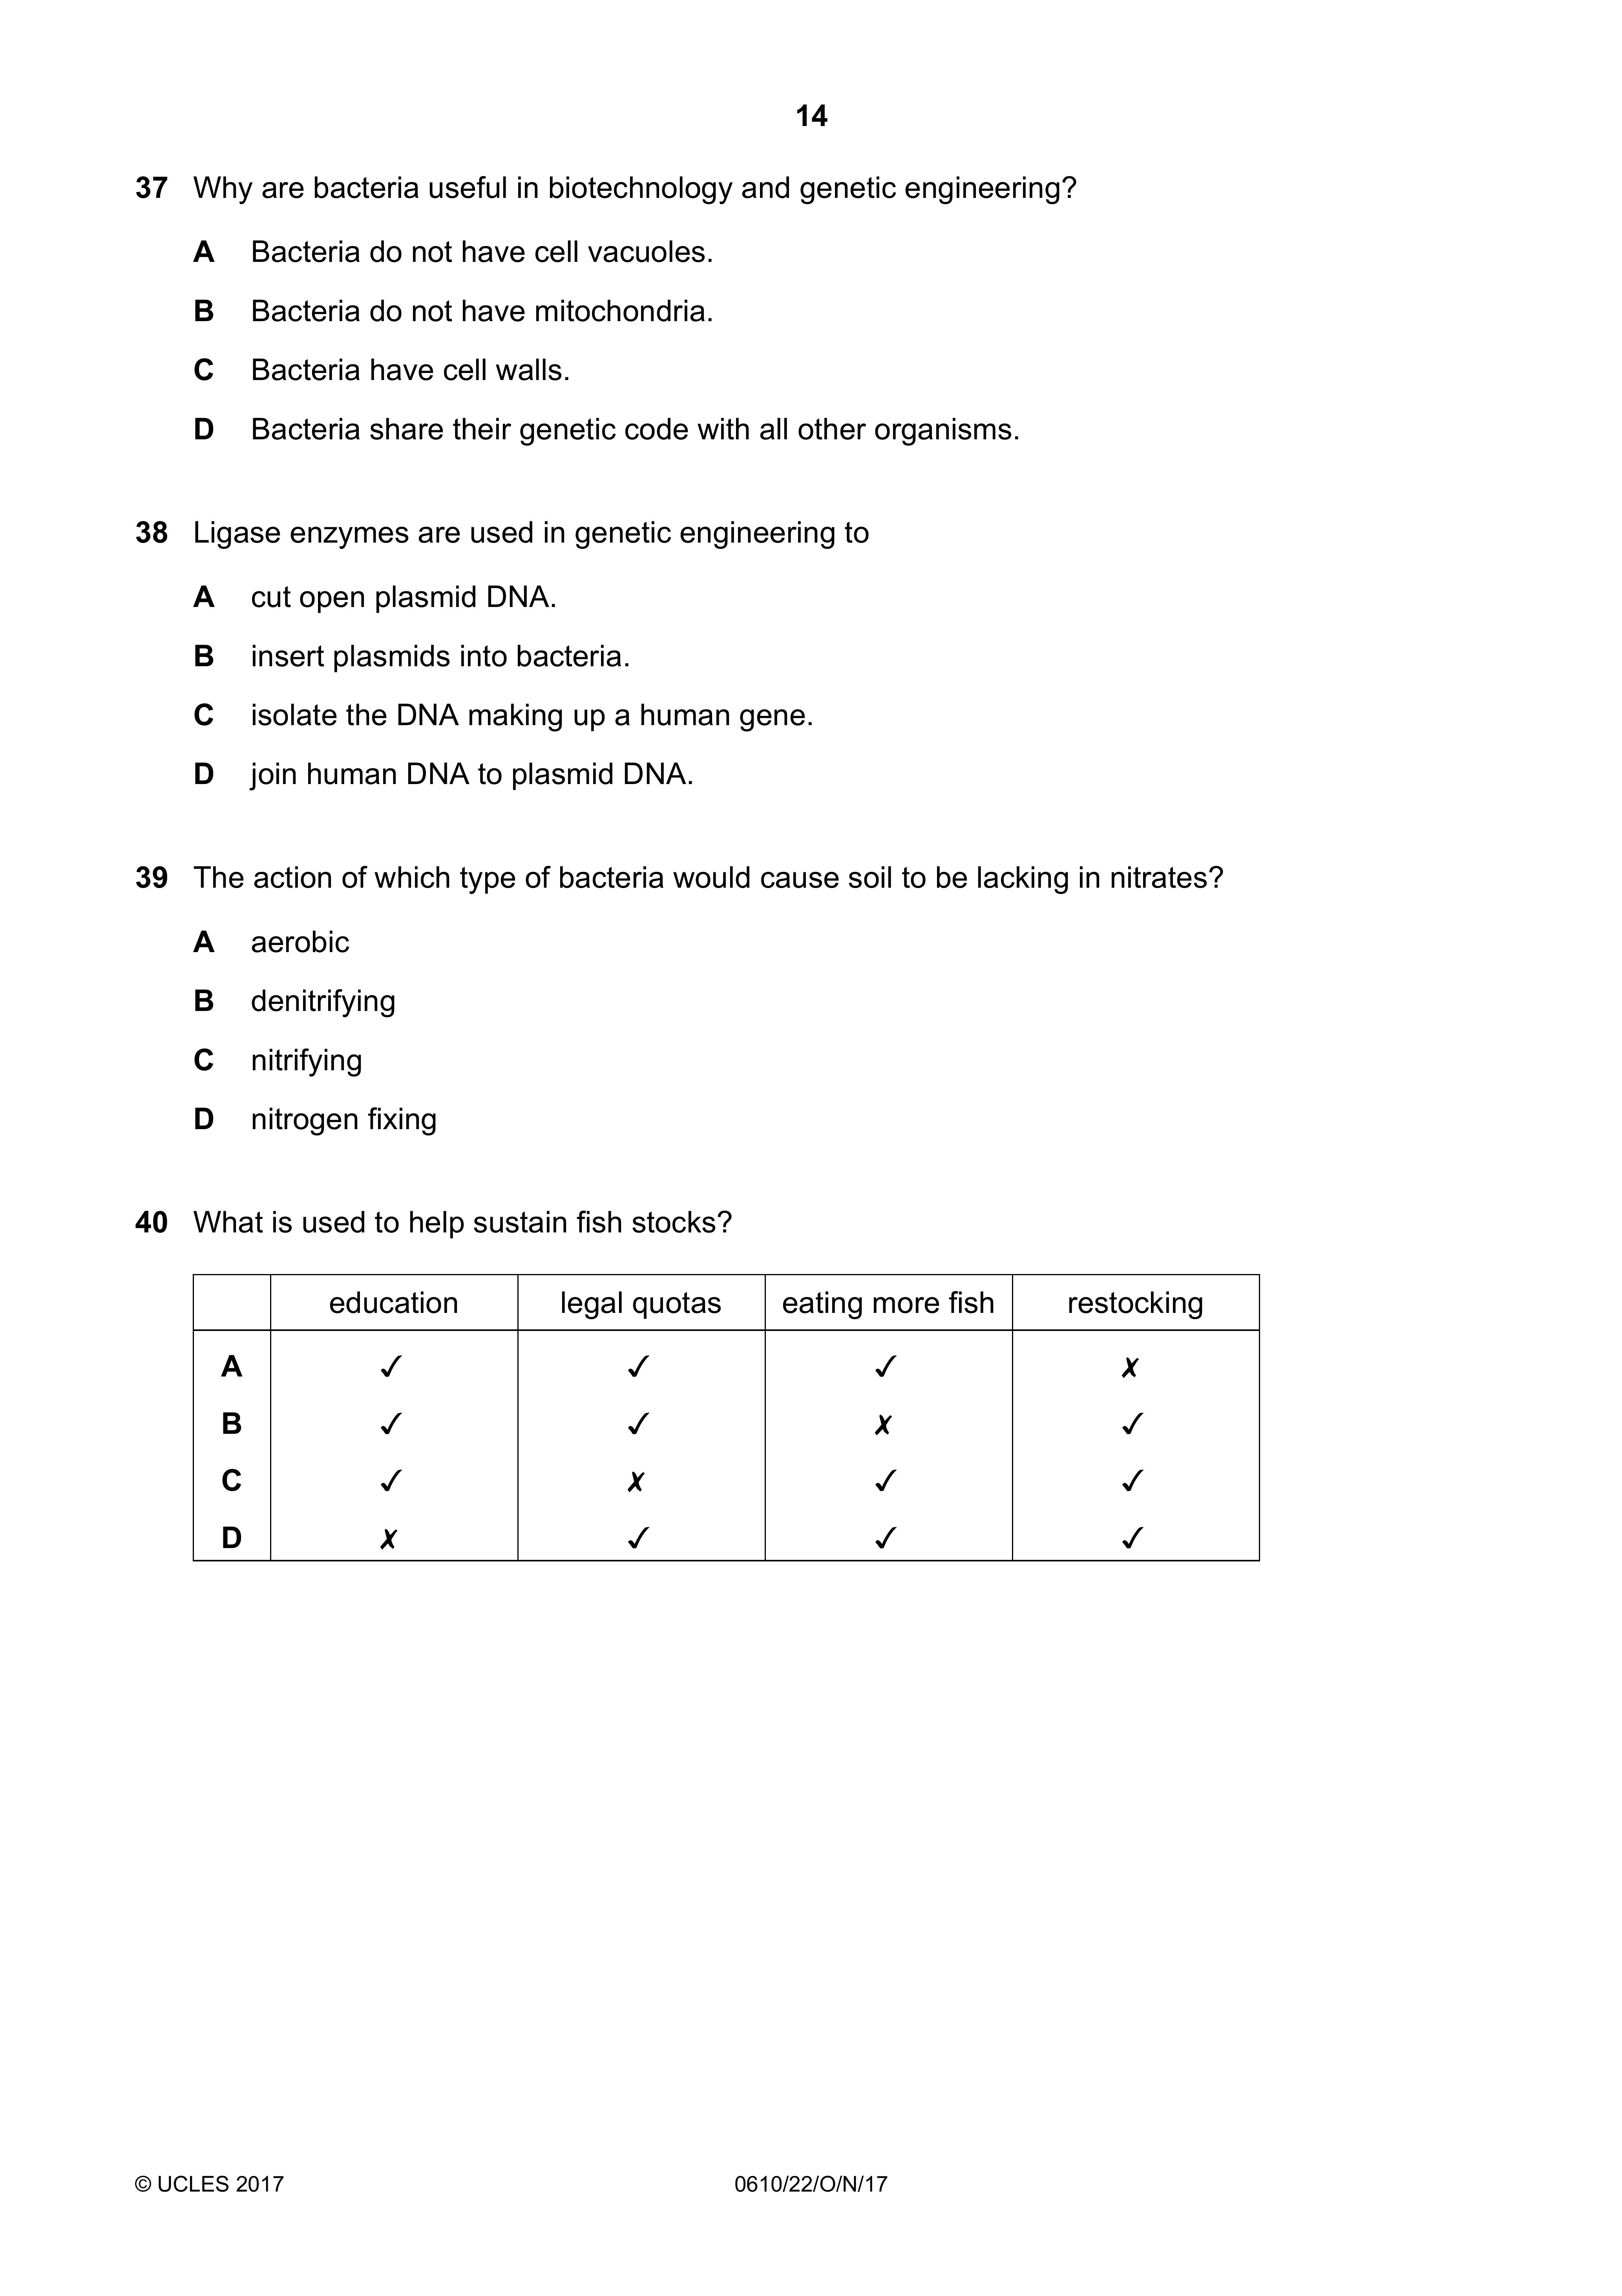 14
37 Why are bacteria useful in biotechnology and genetic engineering?
A Bacteria do not have cell vacuoles.
B Bacteria do not have mitochondria.
C Bacteria have cell walls.
D Bacteria share their genetic code with all other organisms.
38 Ligase enzymes are used in genetic engineering to
A cut open plasmid DNA.
B insert plasmids into bacteria.
C isolate the DNA making up a human gene.
D join human DNA to plasmid DNA.
39 The action of which type of bacteria would cause soil to be lacking in nitrates?
A aerobic
B denitrifying
C nitrifying
D nitrogen fixing
40 What is used to help sustain fish stocks?
education legal quotas eating more fish restocking
A ✓ ✓ ✓ ✗
B ✓ ✓ ✗ ✓
C ✓ ✗ ✓ ✓
D ✗ ✓ ✓ ✓
© UCLES 2017 0610/22/O/N/17